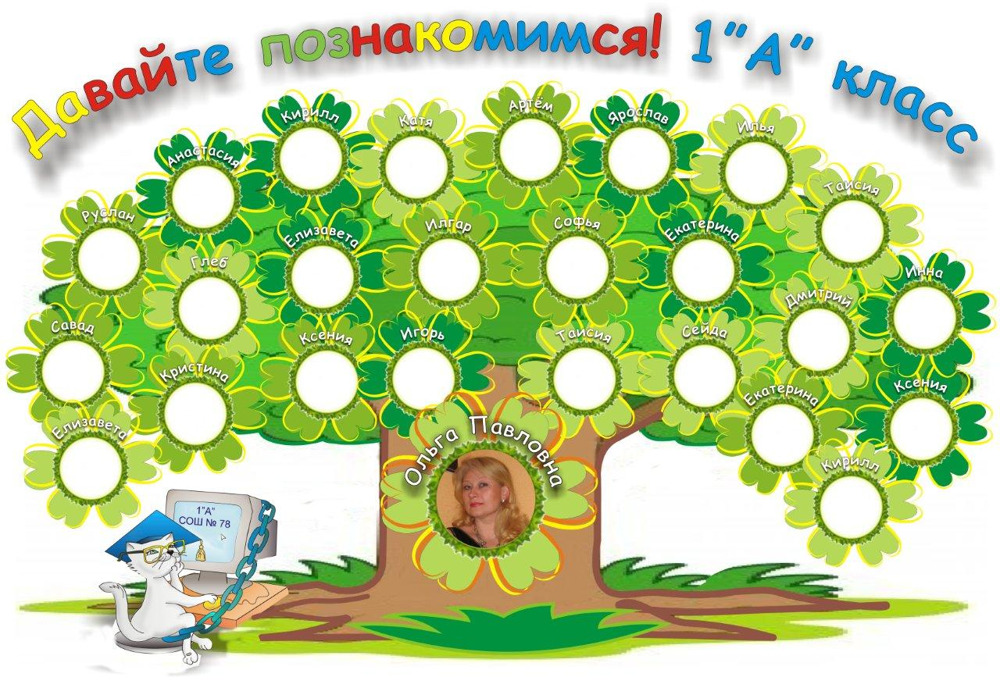 Давайте познакомимся! 1"А" класс
Кирилл
Катя
Артём
Ярослав
Илья
Анастасия
Таисия
Руслан
Елизавета
Илгар
Софья
Екатерина
Глеб
Инна
Дмитрий
Савад
Ксения
Игорь
Таисия
Сейда
Кристина
Екатерина
Ксения
Елизавета
Ольга Павловна
Кирилл
1"А"
СОШ № 78